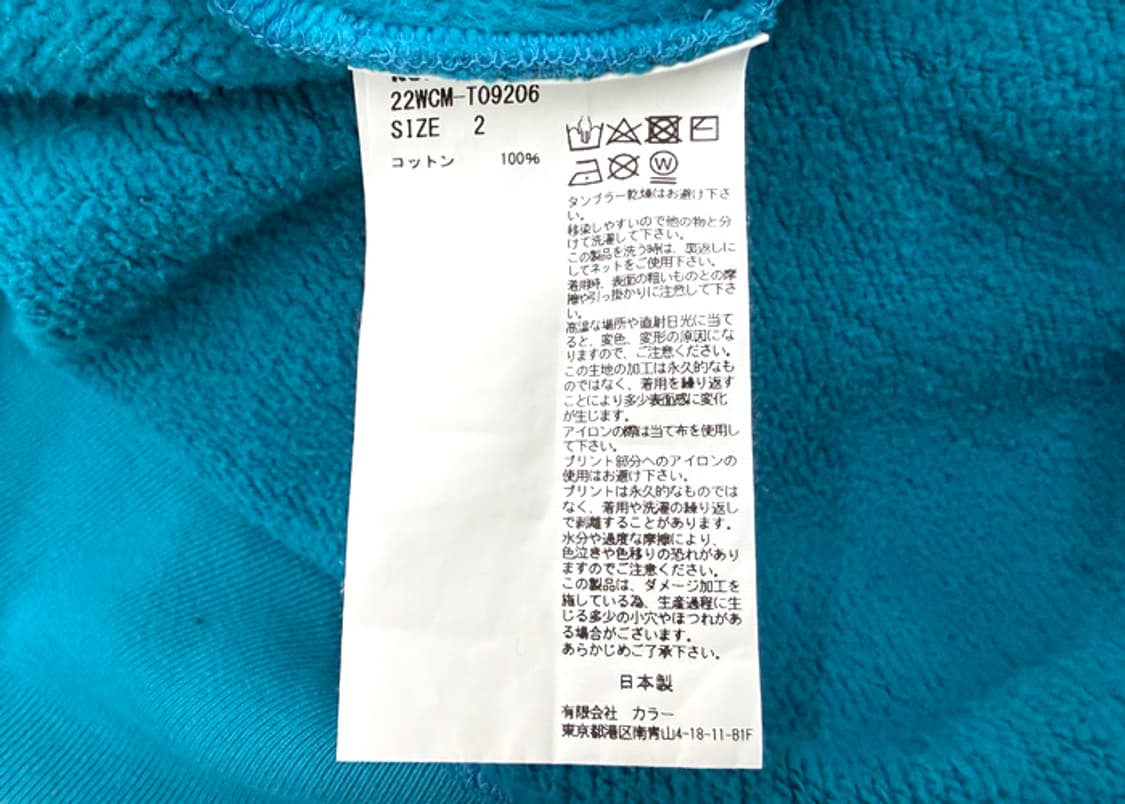 22WCM-T09206
SIZE 2
コットン 100%
W
タンブラー乾燥はお避け下さ
い。
移染しやすいので他の物と分
けて洗濯して下さい。
この製品を洗う時は、裏返しに
してネットをご使用下さい。
着用時、表面の粗いものとの摩
擦や引っ掛かりに注意して下さ
い。
高温な場所や直射日光に当て
ると、変色、変形の原因にな
りますので、ご注意ください。
この生地の加工は永久的なも
のではなく、着用を繰り返す
ことにより多少表面感に変化
が生じます。
アイロンの際は当て布を使用し
て下さい。
プリント部分へのアイロンの
使用はお避け下さい。
プリントは永久的なものでは
なく、着用や洗濯の繰り返し
で剥離することがあります。
水分や過度な摩擦により、
色泣きや色移りの恐れがあり
ますのでご注意ください。
この製品は、ダメージ加工を
施している為、生産過程に生
じる多少の小穴やほつれがあ
る場合がございます。
あらかじめご了承下さい。
日本製
有限会社 カラー
東京都港区南青山4-18-11-B1F